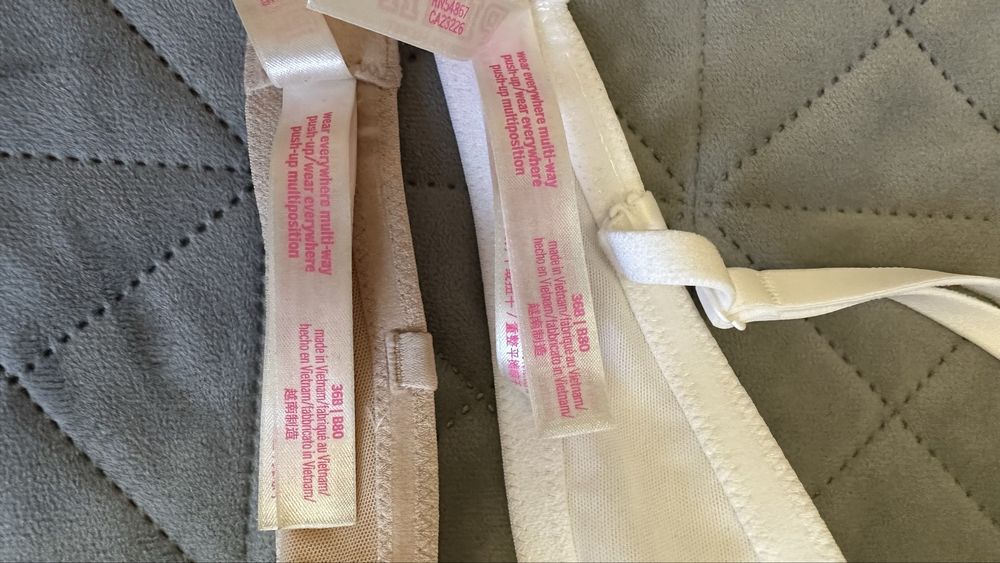 wear everywhere multi-way
push-up/wear everywhere
push-up multiposition
36B | B80
made in Vietnam/fabriqué au Vietnam/
hecho en Vietnam/fabbricato in Vietnam/
越南制造
RN54867
CA23226
wear everywhere multi-way
push-up/wear everywhere
push-up multiposition
36B | B80
made in Vietnam/fabriqué au Vietnam/
hecho en Vietnam/fabbricato in Vietnam/
越南制造